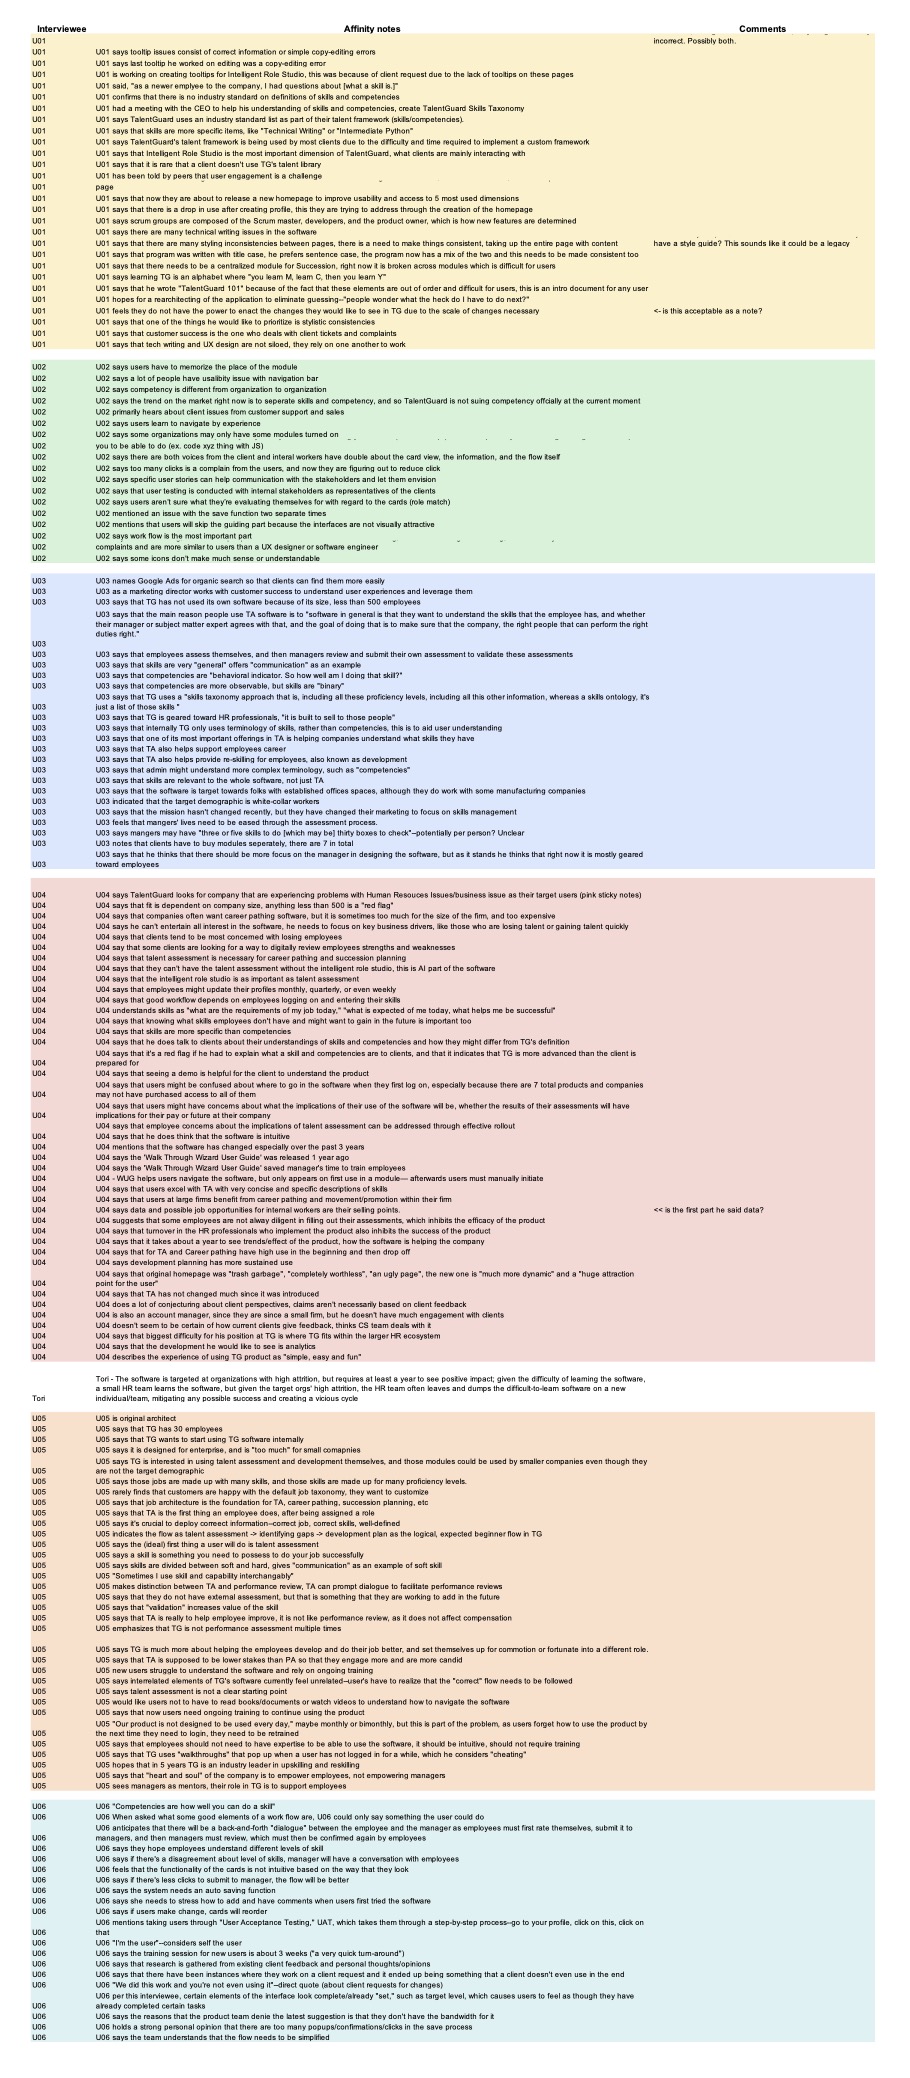 Interviewee Affinity notes Comments
U01 incorrect. Possibly both.
U01 U01 says tooltip issues consist of correct information or simple copy-editing errors
U01 U01 says last tooltip he worked on editing was a copy-editing error
U01 U01 is working on creating tooltips for Intelligent Role Studio, this was because of client request due to the lack of tooltips on these pages
U01 U01 said, "as a newer emplyee to the company, I had questions about [what a skill is.]"
U01 U01 confirms that there is no industry standard on definitions of skills and competencies
U01 U01 had a meeting with the CEO to help his understanding of skills and competencies, create TalentGuard Skills Taxonomy
U01 U01 says TalentGuard uses an industry standard list as part of their talent framework (skills/competencies).
U01 U01 says that skills are more specific items, like "Technical Writing" or "Intermediate Python"
U01 U01 says TalentGuard's talent framework is being used by most clients due to the difficulty and time required to implement a custom framework
U01 U01 says that Intelligent Role Studio is the most important dimension of TalentGuard, what clients are mainly interacting with
U01 U01 says that it is rare that a client doesn't use TG's talent library
U01 U01 has been told by peers that user engagement is a challenge
U01 page
U01 U01 says that now they are about to release a new homepage to improve usability and access to 5 most used dimensions
U01 U01 says that there is a drop in use after creating profile, this they are trying to address through the creation of the homepage
U01 U01 says scrum groups are composed of the Scrum master, developers, and the product owner, which is how new features are determined
U01 U01 says there are many technical writing issues in the software
U01 U01 says that there are many styling inconsistencies between pages, there is a need to make things consistent, taking up the entire page with content have a style guide? This sounds like it could be a legacy
U01 U01 says that program was written with title case, he prefers sentence case, the program now has a mix of the two and this needs to be made consistent too
U01 U01 says that there needs to be a centralized module for Succession, right now it is broken across modules which is difficult for users
U01 U01 says learning TG is an alphabet where "you learn M, learn C, then you learn Y"
U01 U01 says that he wrote "TalentGuard 101" because of the fact that these elements are out of order and difficult for users, this is an intro document for any user
U01 U01 hopes for a rearchitecting of the application to eliminate guessing--"people wonder what the heck do I have to do next?"
U01 U01 feels they do not have the power to enact the changes they would like to see in TG due to the scale of changes necessary <- is this acceptable as a note?
U01 U01 says that one of the things he would like to prioritize is stylistic consistencies
U01 U01 says that customer success is the one who deals with client tickets and complaints
U01 U01 says that tech writing and UX design are not siloed, they rely on one another to work
U02 U02 says users have to memorize the place of the module
U02 U02 says a lot of people have usalibity issue with navigation bar
U02 U02 says competency is different from organization to organization
U02 U02 says the trend on the market right now is to seperate skills and competency, and so TalentGuard is not suing competency offcially at the current moment
U02 U02 primarily hears about client issues from customer support and sales
U02 U02 says users learn to navigate by experience
U02 U02 says some organizations may only have some modules turned on
U02 you to be able to do (ex. code xyz thing with JS)
U02 U02 says there are both voices from the client and interal workers have double about the card view, the information, and the flow itself
U02 U02 says too many clicks is a complain from the users, and now they are figuring out to reduce click
U02 U02 says specific user stories can help communication with the stakeholders and let them envision
U02 U02 says that user testing is conducted with internal stakeholders as representatives of the clients
U02 U02 says users aren't sure what they're evaluating themselves for with regard to the cards (role match)
U02 U02 mentioned an issue with the save function two separate times
U02 U02 mentions that users will skip the guiding part because the interfaces are not visually attractive
U02 U02 says work flow is the most important part
U02 complaints and are more similar to users than a UX designer or software engineer
U02 U02 says some icons don't make much sense or understandable
U03 U03 names Google Ads for organic search so that clients can find them more easily
U03 U03 as a marketing director works with customer success to understand user experiences and leverage them
U03 U03 says that TG has not used its own software because of its size, less than 500 employees
U03 says that the main reason people use TA software is to "software in general is that they want to understand the skills that the employee has, and whether
their manager or subject matter expert agrees with that, and the goal of doing that is to make sure that the company, the right people that can perform the right
duties right."
U03
U03 U03 says that employees assess themselves, and then managers review and submit their own assessment to validate these assessments
U03 U03 says that skills are very "general" offers "communication" as an example
U03 U03 says that competencies are "behavioral indicator. So how well am I doing that skill?"
U03 U03 says that competencies are more observable, but skills are "binary"
U03 says that TG uses a "skills taxonomy approach that is, including all these proficiency levels, including all this other information, whereas a skills ontology, it's
U03 just a list of those skills "
U03 U03 says that TG is geared toward HR professionals, "it is built to sell to those people"
U03 U03 says that internally TG only uses terminology of skills, rather than competencies, this is to aid user understanding
U03 U03 says that one of its most important offerings in TA is helping companies understand what skills they have
U03 U03 says that TA also helps support employees career
U03 U03 says that TA also helps provide re-skilling for employees, also known as development
U03 U03 says that admin might understand more complex terminology, such as "competencies"
U03 U03 says that skills are relevant to the whole software, not just TA
U03 U03 says that the software is target towards folks with established offices spaces, although they do work with some manufacturing companies
U03 U03 indicated that the target demographic is white-collar workers
U03 U03 says that the mission hasn't changed recently, but they have changed their marketing to focus on skills management
U03 U03 feels that mangers' lives need to be eased through the assessment process.
U03 U03 says mangers may have "three or five skills to do [which may be] thirty boxes to check"--potentially per person? Unclear
U03 U03 notes that clients have to buy modules seperately, there are 7 in total
U03 says that he thinks that there should be more focus on the manager in designing the software, but as it stands he thinks that right now it is mostly geared
U03 toward employees
U04 U04 says TalentGuard looks for company that are experiencing problems with Human Resouces Issues/business issue as their target users (pink sticky notes)
U04 U04 says that fit is dependent on company size, anything less than 500 is a "red flag"
U04 U04 says that companies often want career pathing software, but it is sometimes too much for the size of the firm, and too expensive
U04 U04 says he can't entertain all interest in the software, he needs to focus on key business drivers, like those who are losing talent or gaining talent quickly
U04 U04 says that clients tend to be most concerned with losing employees
U04 U04 say that some clients are looking for a way to digitally review employees strengths and weaknesses
U04 U04 says that talent assessment is necessary for career pathing and succession planning
U04 U04 says that they can't have the talent assessment without the intelligent role studio, this is AI part of the software
U04 U04 says that the intelligent role studio is as important as talent assessment
U04 U04 says that employees might update their profiles monthly, quarterly, or even weekly
U04 U04 says that good workflow depends on employees logging on and entering their skills
U04 U04 understands skills as "what are the requirements of my job today," "what is expected of me today, what helps me be successful"
U04 U04 says that knowing what skills employees don't have and might want to gain in the future is important too
U04 U04 says that skills are more specific than competencies
U04 U04 says that he does talk to clients about their understandings of skills and competencies and how they might differ from TG's definition
U04 says that it's a red flag if he had to explain what a skill and competencies are to clients, and that it indicates that TG is more advanced than the client is
U04 prepared for
U04 U04 says that seeing a demo is helpful for the client to understand the product
U04 says that users might be confused about where to go in the software when they first log on, especially because there are 7 total products and companies
U04 may not have purchased access to all of them
U04 says that users might have concerns about what the implications of their use of the software will be, whether the results of their assessments will have
U04 implications for their pay or future at their company
U04 says that employee concerns about the implications of talent assessment can be addressed through effective rollout
U04 U04 says that he does think that the software is intuitive
U04 U04 mentions that the software has changed especially over the past 3 years
U04 U04 says the 'Walk Through Wizard User Guide' was released 1 year ago
U04 U04 says the 'Walk Through Wizard User Guide' saved manager's time to train employees
U04 U04 - WUG helps users navigate the software, but only appears on first use in a module— afterwards users must manually initiate
U04 U04 says that users excel with TA with very concise and specific descriptions of skills
U04 U04 says that users at large firms benefit from career pathing and movement/promotion within their firm
U04 U04 says data and possible job opportunities for internal workers are their selling points. << is the first part he said data?
U04 U04 suggests that some employees are not alway diligent in filling out their assessments, which inhibits the efficacy of the product
U04 U04 says that turnover in the HR professionals who implement the product also inhibits the success of the product
U04 U04 says that it takes about a year to see trends/effect of the product, how the software is helping the company
U04 U04 says that for TA and Career pathing have high use in the beginning and then drop off
U04 U04 says development planning has more sustained use
U04 says that original homepage was "trash garbage", "completely worthless", "an ugly page", the new one is "much more dynamic" and a "huge attraction
U04 point for the user"
U04 U04 says that TA has not changed much since it was introduced
U04 U04 does a lot of conjecturing about client perspectives, claims aren't necessarily based on client feedback
U04 U04 is also an account manager, since they are since a small firm, but he doesn't have much engagement with clients
U04 U04 doesn't seem to be certain of how current clients give feedback, thinks CS team deals with it
U04 U04 says that biggest difficulty for his position at TG is where TG fits within the larger HR ecosystem
U04 U04 says that the development he would like to see is analytics
U04 U04 describes the experience of using TG product as "simple, easy and fun"
Tori - The software is targeted at organizations with high attrition, but requires at least a year to see positive impact; given the difficulty of learning the software,
a small HR team learns the software, but given the target orgs' high attrition, the HR team often leaves and dumps the difficult-to-learn software on a new
Tori individual/team, mitigating any possible success and creating a vicious cycle
U05 U05 is original architect
U05 U05 says that TG has 30 employees
U05 U05 says that TG wants to start using TG software internally
U05 U05 says it is designed for enterprise, and is "too much" for small comapnies
U05 says TG is interested in using talent assessment and development themselves, and those modules could be used by smaller companies even though they
U05 are not the target demographic
U05 U05 says those jobs are made up with many skills, and those skills are made up for many proficiency levels.
U05 U05 rarely finds that customers are happy with the default job taxonomy, they want to customize
U05 U05 says that job architecture is the foundation for TA, career pathing, succession planning, etc
U05 U05 says that TA is the first thing an employee does, after being assigned a role
U05 U05 says it's crucial to deploy correect information--correct job, correct skills, well-defined
U05 U05 indicates the flow as talent assessment -> identifying gaps -> development plan as the logical, expected beginner flow in TG
U05 U05 says the (ideal) first thing a user will do is talent assessment
U05 U05 says a skill is something you need to possess to do your job successfully
U05 U05 says skills are divided between soft and hard, gives "communication" as an example of soft skill
U05 U05 "Sometimes I use skill and capability interchangably"
U05 U05 makes distinction between TA and performance review, TA can prompt dialogue to facilitate performance reviews
U05 U05 says that they do not have external assessment, but that is something that they are working to add in the future
U05 U05 says that "validation" increases value of the skill
U05 U05 says that TA is really to help employee improve, it is not like performance review, as it does not affect compensation
U05 U05 emphasizes that TG is not performance assessment multiple times
U05 U05 says TG is much more about helping the employees develop and do their job better, and set themselves up for commotion or fortunate into a different role.
U05 U05 says that TA is supposed to be lower stakes than PA so that they engage more and are more candid
U05 U05 new users struggle to understand the software and rely on ongoing training
U05 U05 says interrelated elements of TG's software currently feel unrelated--user's have to realize that the "correct" flow needs to be followed
U05 U05 says talent assessment is not a clear starting point
U05 U05 would like users not to have to read books/documents or watch videos to understand how to navigate the software
U05 U05 says that now users need ongoing training to continue using the product
U05 "Our product is not designed to be used every day," maybe monthly or bimonthly, but this is part of the problem, as users forget how to use the product by
U05 the next time they need to login, they need to be retrained
U05 U05 says that employees should not need to have expertise to be able to use the software, it should be intuitive, should not require training
U05 U05 says that TG uses "walkthroughs" that pop up when a user has not logged in for a while, which he considers "cheating"
U05 U05 hopes that in 5 years TG is an industry leader in upskilling and reskilling
U05 U05 says that "heart and soul" of the company is to empower employees, not empowering managers
U05 U05 sees managers as mentors, their role in TG is to support employees
U06 U06 "Competencies are how well you can do a skill"
U06 U06 When asked what some good elements of a work flow are, U06 could only say something the user could do
U06 anticipates that there will be a back-and-forth "dialogue" between the employee and the manager as employees must first rate themselves, submit it to
U06 managers, and then managers must review, which must then be confirmed again by employees
U06 U06 says they hope employees understand different levels of skill
U06 U06 says if there's a disagreement about level of skills, manager will have a conversation with employees
U06 U06 feels that the functionality of the cards is not intuitive based on the way that they look
U06 U06 says if there's less clicks to submit to manager, the flow will be better
U06 U06 says the system needs an auto saving function
U06 U06 says she needs to stress how to add and have comments when users first tried the software
U06 U06 says if users make change, cards will reorder
U06 mentions taking users through "User Acceptance Testing," UAT, which takes them through a step-by-step process--go to your profile, click on this, click on
U06 that
U06 U06 "I'm the user"--considers self the user
U06 U06 says the training session for new users is about 3 weeks ("a very quick turn-around")
U06 U06 says that research is gathered from existing client feedback and personal thoughts/opinions
U06 U06 says that there have been instances where they work on a client request and it ended up being something that a client doesn't even use in the end
U06 U06 "We did this work and you're not even using it"--direct quote (about client requests for changes)
U06 per this interviewee, certain elements of the interface look complete/already "set," such as target level, which causes users to feel as though they have
U06 already completed certain tasks
U06 U06 says the reasons that the product team denie the latest suggestion is that they don't have the bandwidth for it
U06 U06 holds a strong personal opinion that there are too many popups/confirmations/clicks in the save process
U06 U06 says the team understands that the flow needs to be simplified